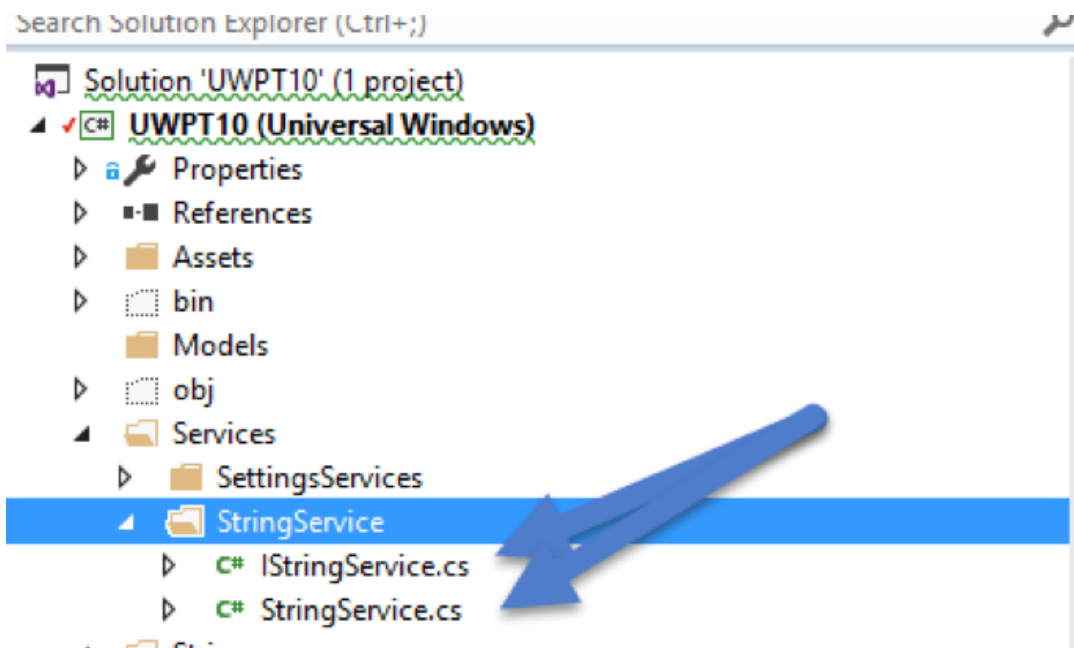 Search Solution Explorer (Ctrl+;)
Solution 'UWPT10' (1 project)
C# UWPT10 (Universal Windows)
Properties
References
Assets
bin
Models
obj
Services
SettingsServices
StringService
C# IStringService.cs
C# StringService.cs